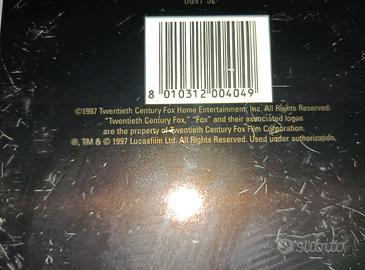 8 010312 004049
©1997 Twentieth Century Fox Home Entertainment, Inc. All Rights Reserved.
"Twentieth Century Fox," "Fox" and their associated logos
are the property of Twentieth Century Fox Film Corporation.
®, TM & © 1997 Lucasfilm Ltd. All Rights Reserved. Used under authorization.
subito